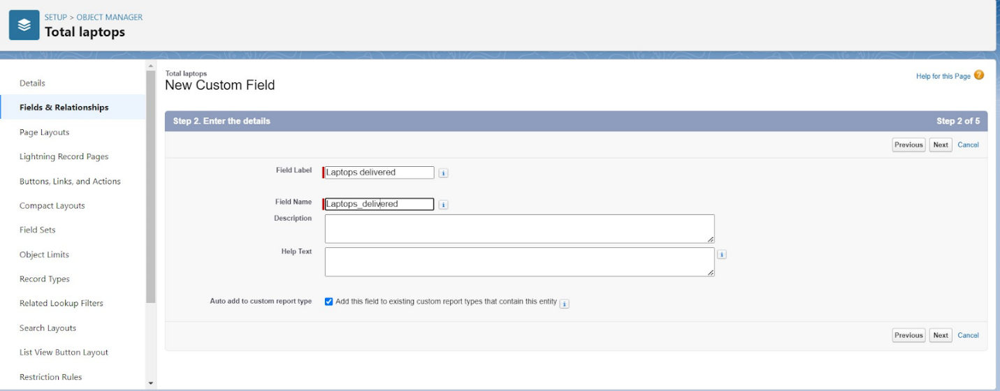 SETUP > OBJECT MANAGER
Total laptops
Details
Fields & Relationships
Page Layouts
Lightning Record Pages
Buttons, Links, and Actions
Compact Layouts
Field Sets
Object Limits
Record Types
Related Lookup Filters
Search Layouts
List View Button Layout
Restriction Rules
Total laptops
New Custom Field
Help for this Page ?
Step 2. Enter the details Step 2 of 5
Previous Next Cancel
Field Label Laptops delivered i
Field Name Laptops_delivered i
Description
Help Text i
Auto add to custom report type Add this field to existing custom report types that contain this entity i
Previous Next Cancel